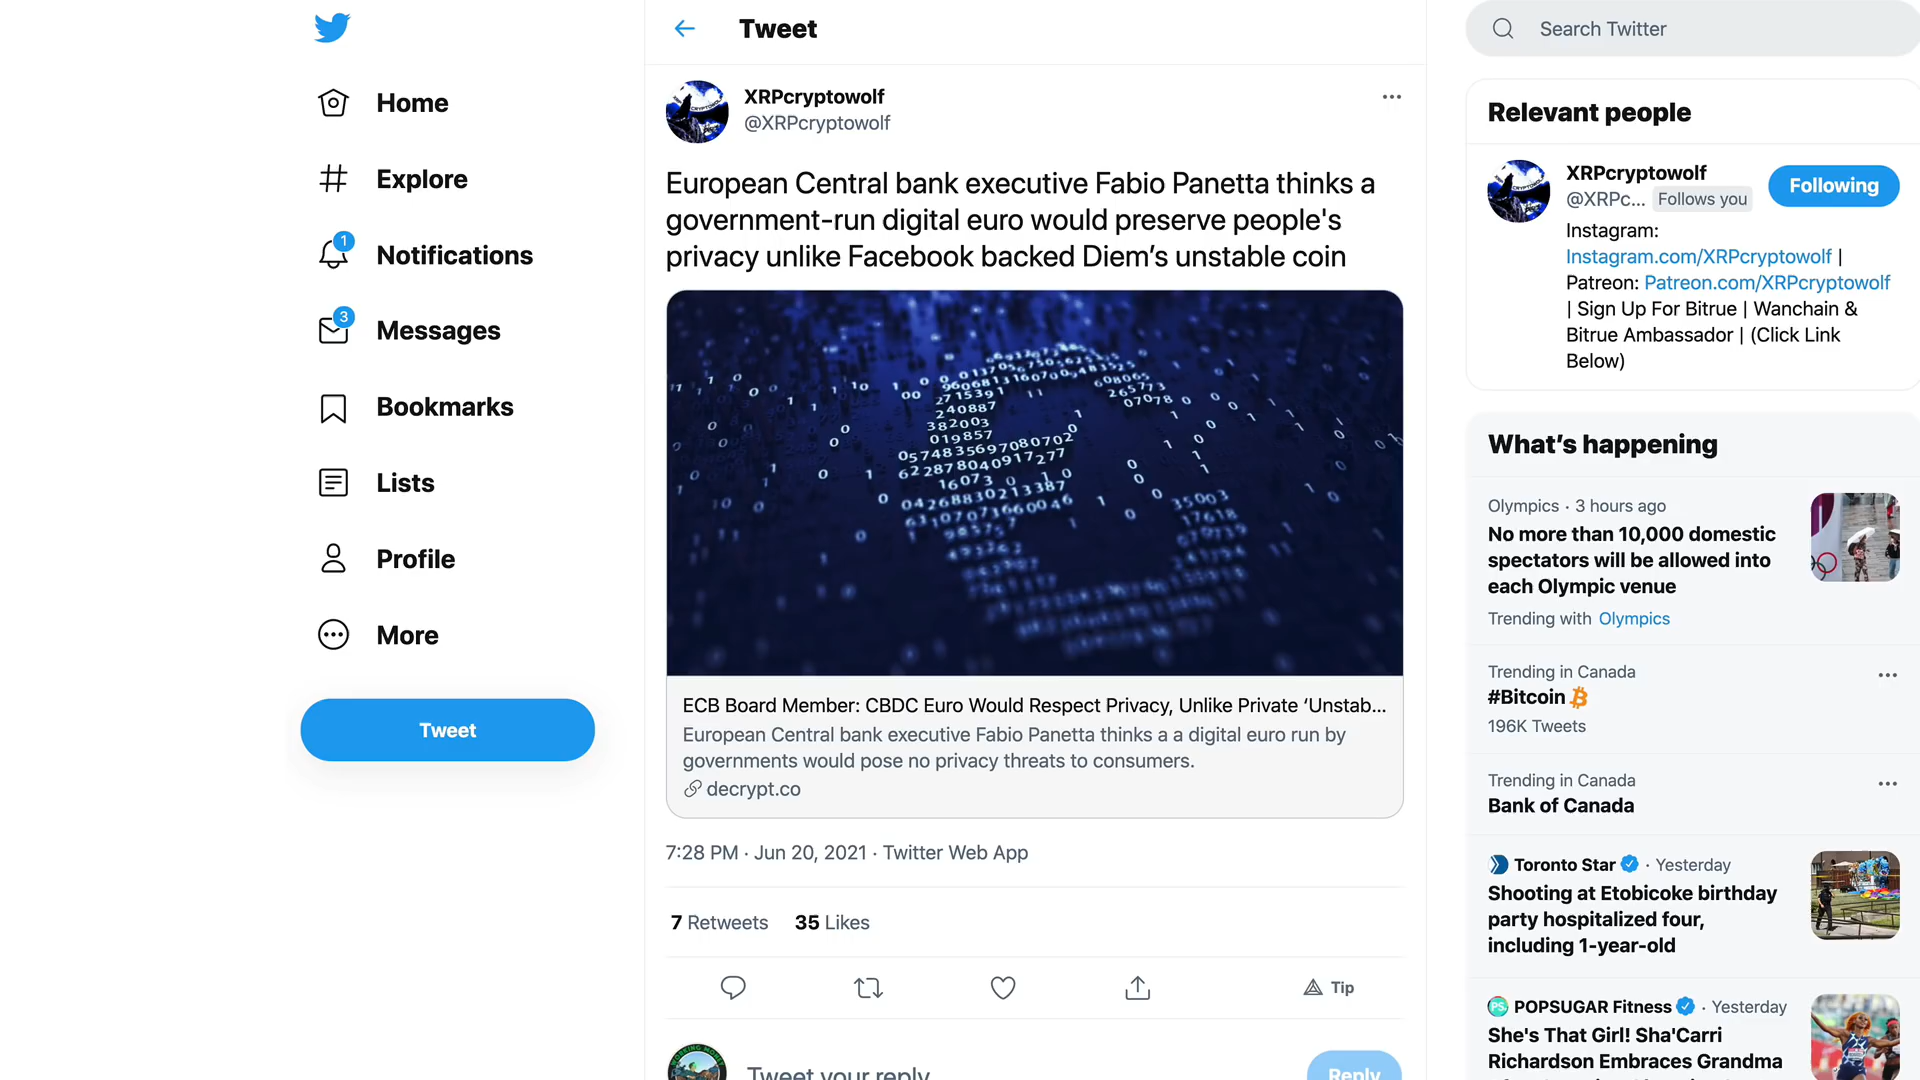 Tweet
Search Twitter
Home
Explore
1
Notifications
3
Messages
Bookmarks
Lists
Profile
More
Tweet
XRPcryptowolf
@XRPcryptowolf
European Central bank executive Fabio Panetta thinks a
government-run digital euro would preserve people's
privacy unlike Facebook backed Diem’s unstable coin
ECB Board Member: CBDC Euro Would Respect Privacy, Unlike Private ‘Unstab...
European Central bank executive Fabio Panetta thinks a a digital euro run by
governments would pose no privacy threats to consumers.
decrypt.co
7:28 PM · Jun 20, 2021 · Twitter Web App
7 Retweets 35 Likes
Tip
Tweet your reply
Reply
Relevant people
XRPcryptowolf
@XRPc... Follows you
Following
Instagram:
Instagram.com/XRPcryptowolf |
Patreon: Patreon.com/XRPcryptowolf
| Sign Up For Bitrue | Wanchain &
Bitrue Ambassador | (Click Link
Below)
What’s happening
Olympics · 3 hours ago
No more than 10,000 domestic
spectators will be allowed into
each Olympic venue
Trending with Olympics
Trending in Canada
#Bitcoin
196K Tweets
Trending in Canada
Bank of Canada
Toronto Star · Yesterday
Shooting at Etobicoke birthday
party hospitalized four,
including 1-year-old
PS
POPSUGAR Fitness · Yesterday
She's That Girl! Sha'Carri
Richardson Embraces Grandma